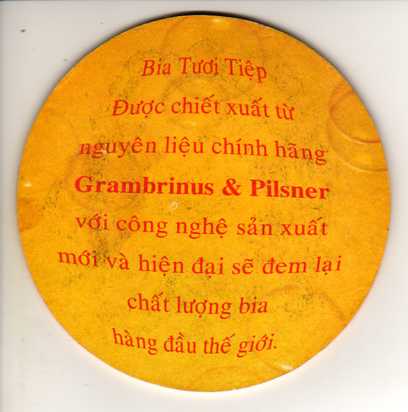 Bia Tươi Tiệp
Được chiết xuất từ
nguyên liệu chính hãng
Grambrinus & Pilsner
với công nghệ sản xuất
mới và hiện đại sẽ đem lại
chất lượng bia
hàng đầu thế giới.